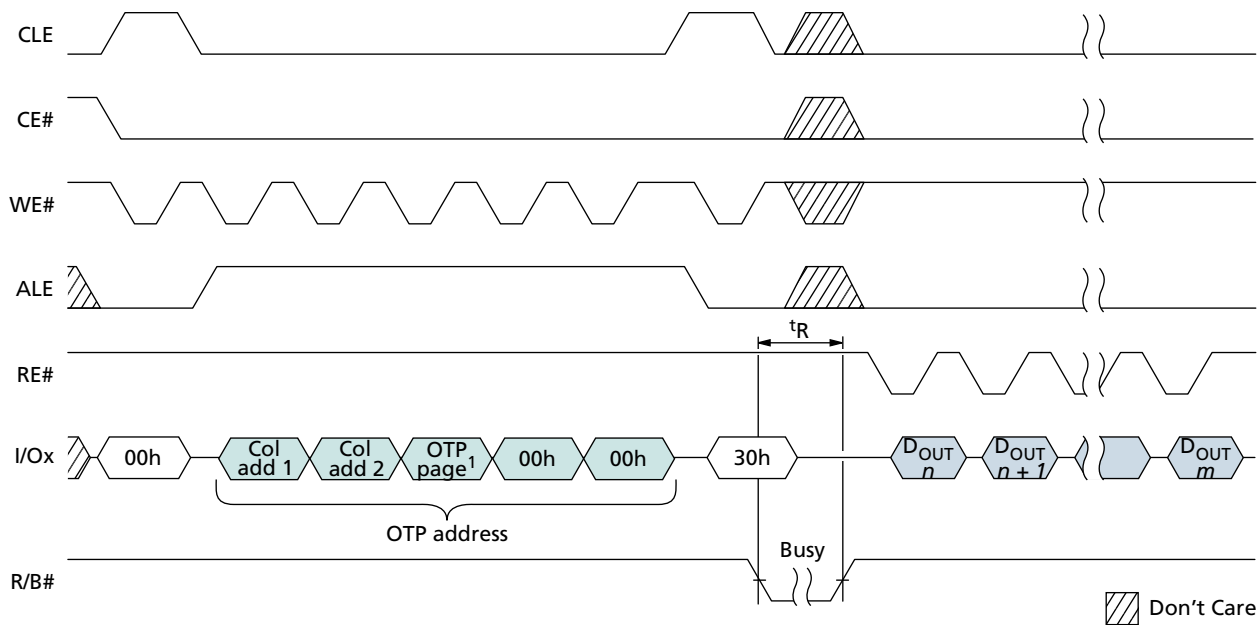 CLE
CE#
WE#
ALE
tR
RE#
I/Ox
00h
Col
add 1
Col
add 2
OTP
page1
00h
00h
30h
DOUT
n
DOUT
n + 1
DOUT
m
OTP address
Busy
R/B#
Don't Care